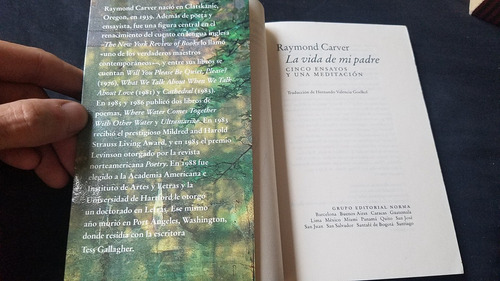 Raymond Carver nació en Clatskanie,
Oregon, en 1939. Además de poeta y
ensayista, fue una figura central en el
renacimiento del cuento en lengua inglesa
–The New York Review of Books lo llamó
«uno de los verdaderos maestros
contemporáneos»–, y entre sus libros se
cuentan Will You Please Be Quiet, Please?
(1976), What We Talk About When We Talk
About Love (1981) y Cathedral (1983).
En 1985 y 1986 publicó dos libros de
poemas, Where Water Comes Together
With Other Water y Ultramarine. En 1983
recibió el prestigioso Mildred and Harold
Strauss Living Award, y en 1985 el premio
Levinson otorgado por la revista
norteamericana Poetry. En 1988 fue
elegido a la Academia Americana e
Instituto de Artes y Letras y la
Universidad de Hartford le otorgó
un doctorado en Letras. Ese mismo
año murió en Port Angeles, Washington,
donde residía con la escritora
Tess Gallagher.
Raymond Carver
La vida de mi padre
CINCO ENSAYOS
Y UNA MEDITACIÓN
Traducción de Hernando Valencia Goelkel
GRUPO EDITORIAL NORMA
Barcelona Buenos Aires Caracas Guatemala
Lima México Miami Panamá Quito San José
San Juan San Salvador Santafé de Bogotá Santiago